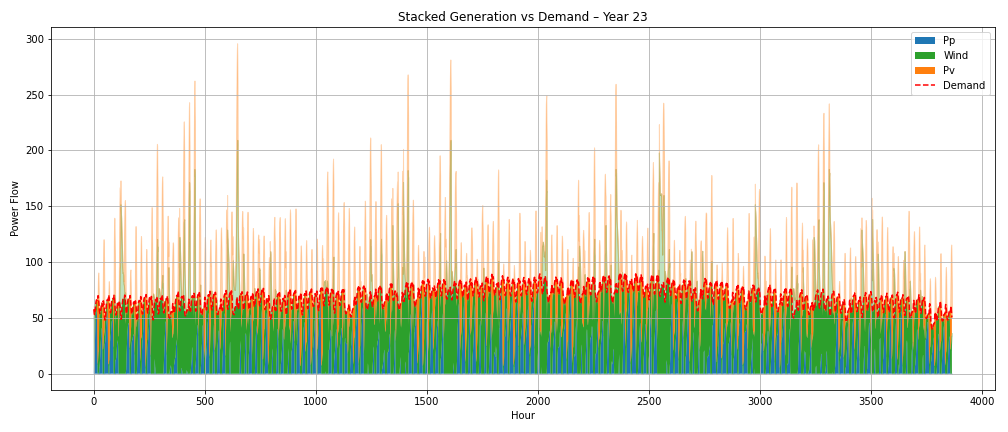 Stacked Generation vs Demand – Year 23
Pp
Wind
Pv
Demand
Power Flow
300
250
200
150
100
50
0
0 500 1000 1500 2000 2500 3000 3500 4000
Hour